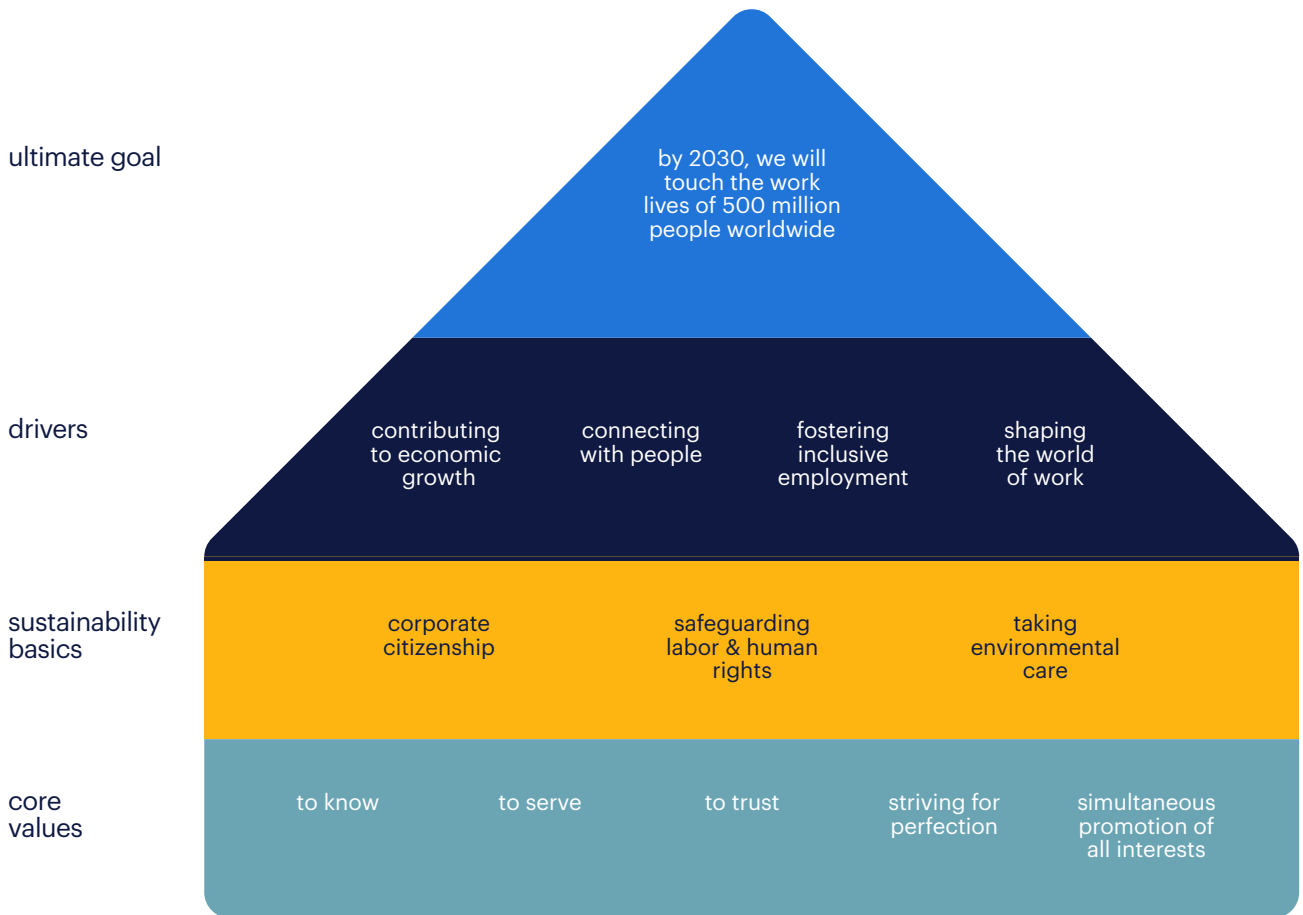 ultimate goal
by 2030, we will
touch the work
lives of 500 million
people worldwide
drivers
contributing
to economic
growth
connecting
with people
fostering
inclusive
employment
shaping
the world
of work
sustainability
basics
corporate
citizenship
safeguarding
labor & human
rights
taking
environmental
care
core
values
to know
to serve
to trust
striving for
perfection
simultaneous
promotion of
all interests